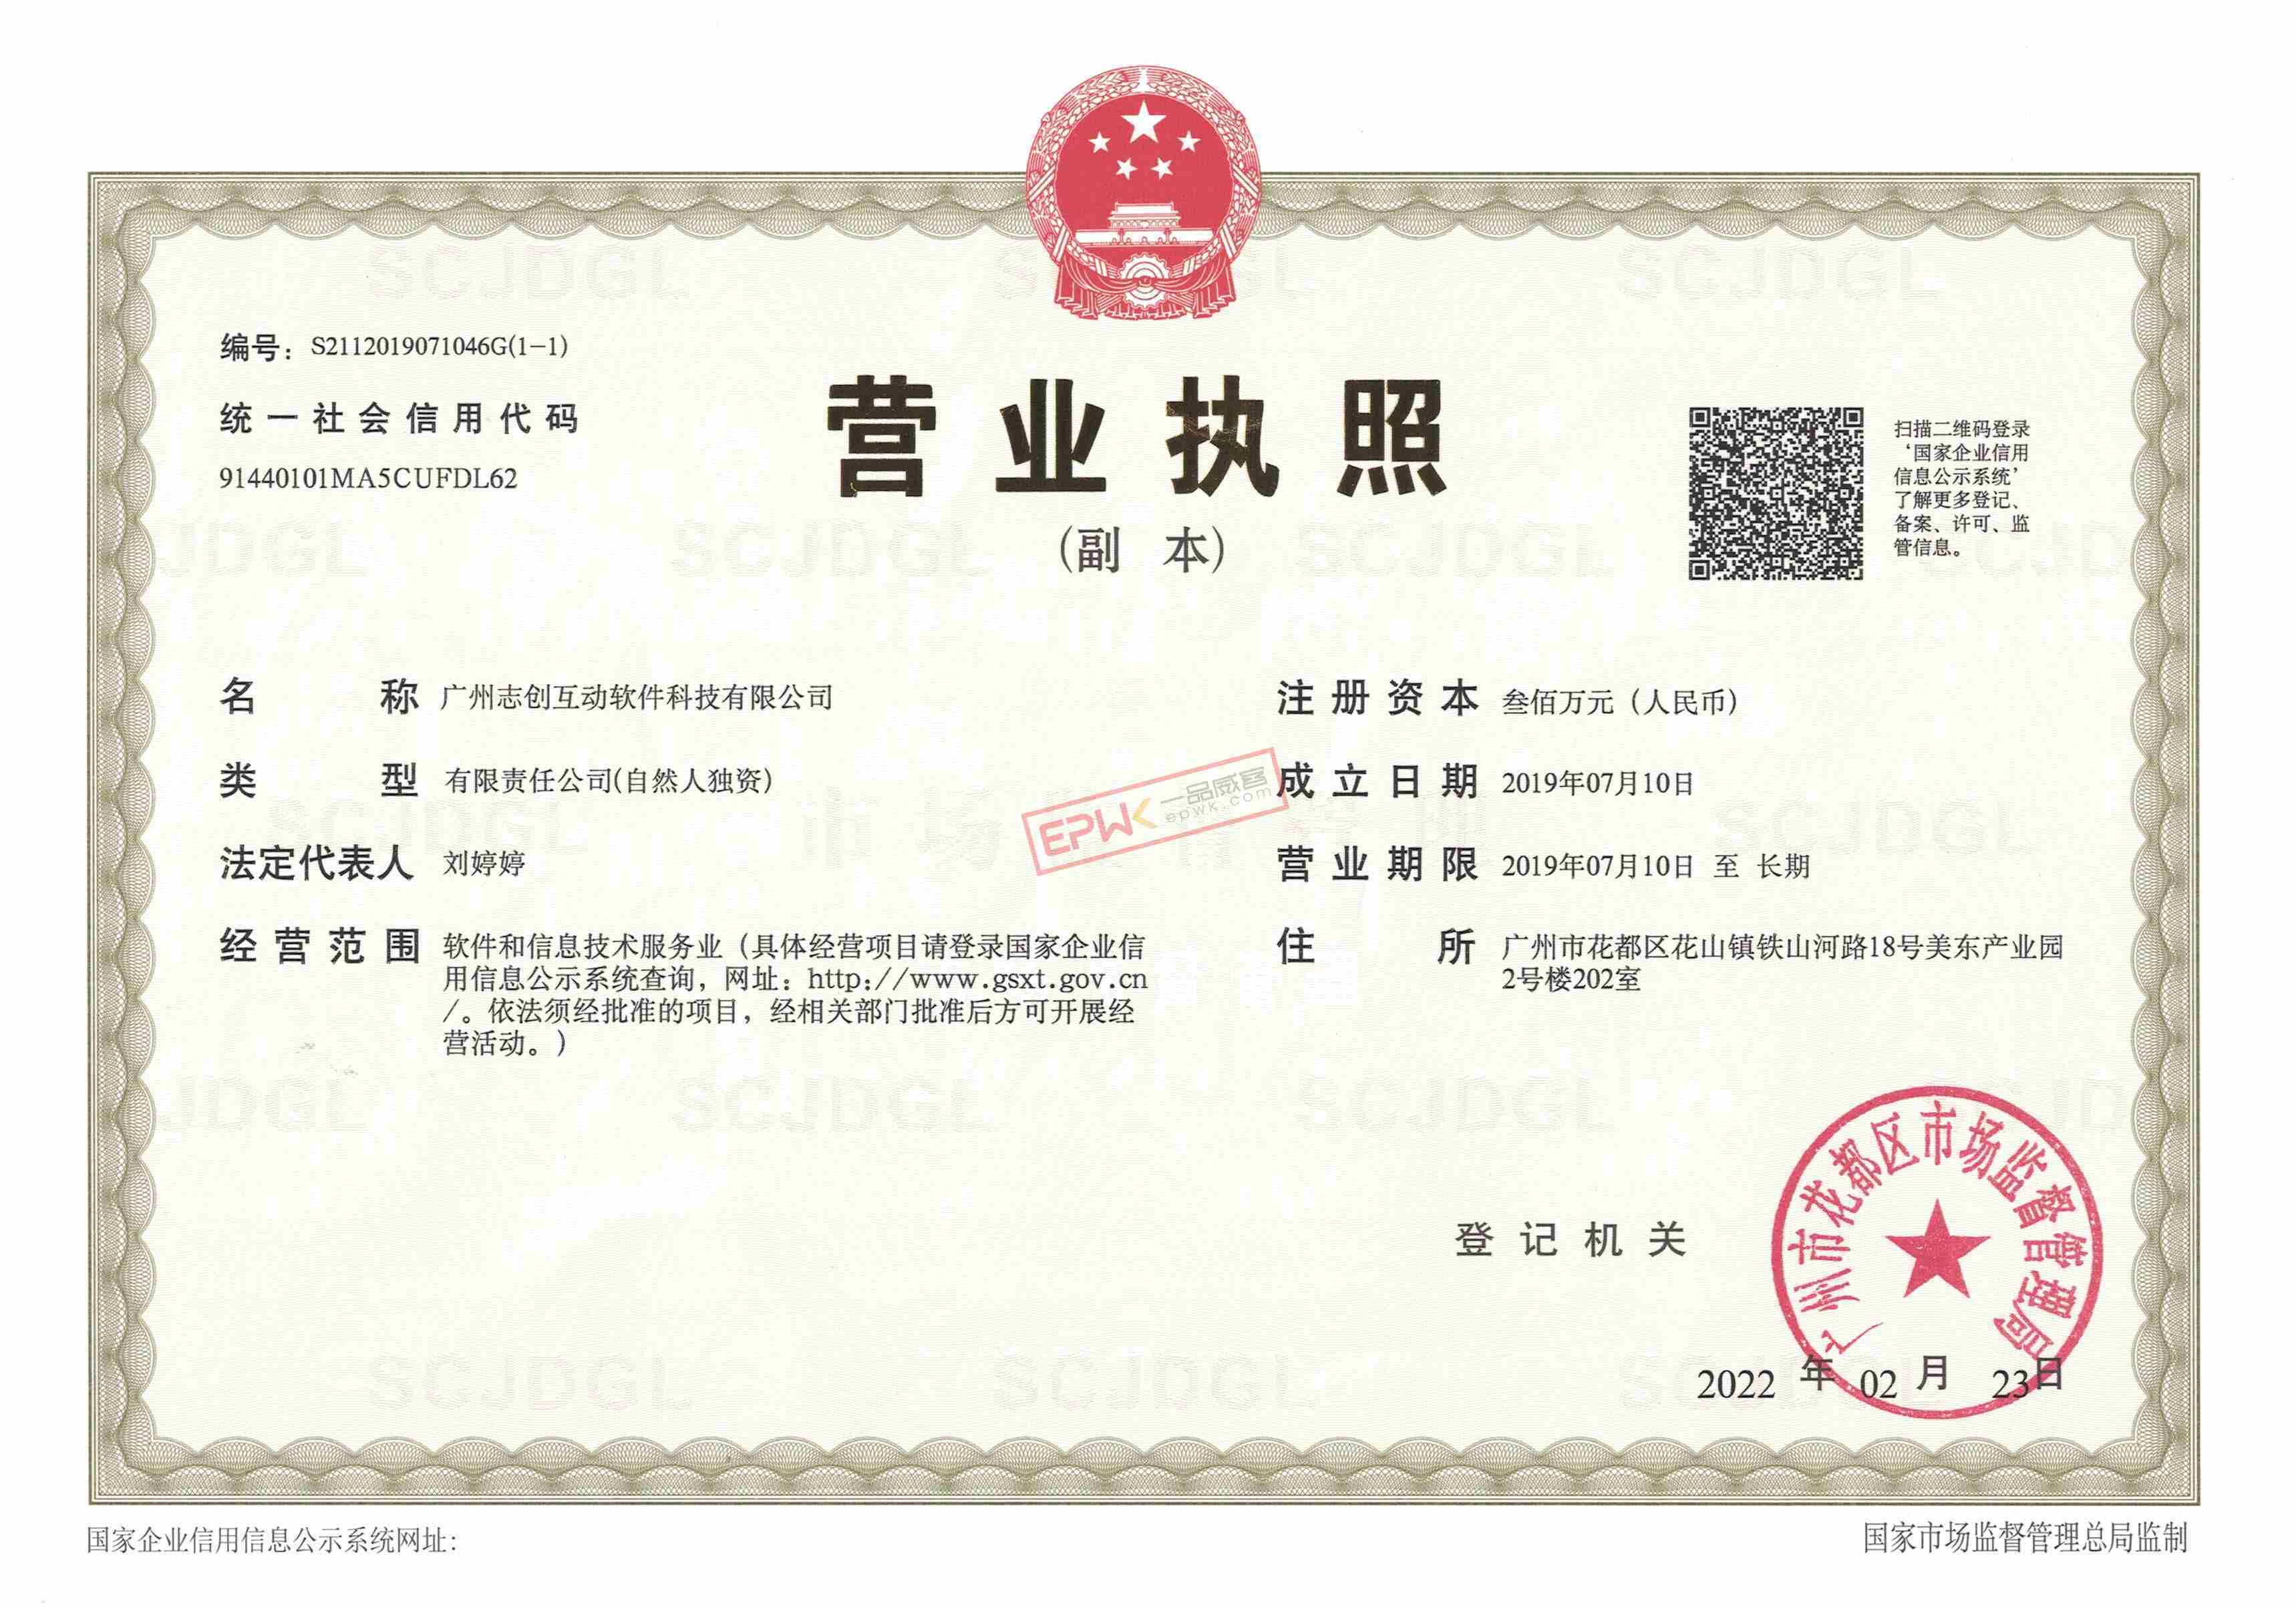 编号：S2112019071046G(1-1)
统一社会信用代码
91440101MA5CUFDL62
营业执照
(副本)
扫描二维码登录
‘国家企业信用
信息公示系统’
了解更多登记、
备案、许可、监
管信息。
名称 广州志创互动软件科技有限公司
类型 有限责任公司(自然人独资)
法定代表人 刘婷婷
经营范围 软件和信息技术服务业（具体经营项目请登录国家企业信
用信息公示系统查询，网址：http://www.gsxt.gov.cn
/。依法须经批准的项目，经相关部门批准后方可开展经
营活动。）
注册资本 叁佰万元（人民币）
成立日期 2019年07月10日
营业期限 2019年07月10日 至 长期
住所 广州市花都区花山镇铁山河路18号美东产业园
2号楼202室
EPWK 一品威客
epwk.com
登记机关
广州市花都区市场监督管理局
2022 年 02 月 23日
国家企业信用信息公示系统网址：
国家市场监督管理总局监制
SCJDGL